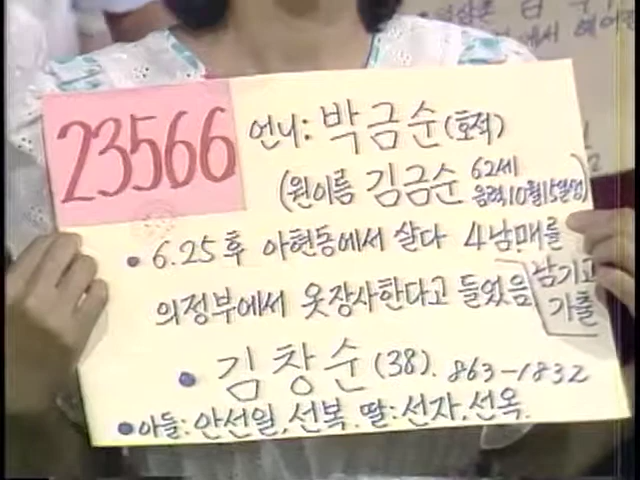 23566
언니: 박금순 (호적)
(원이름 김금순 62세
음력10월15일생)
• 6.25후 아현동에서 살다 4남매를
남기고
가출
의정부에서 옷장사한다고 들었음
• 김창순 (38). 863-1832
• 아들: 안선일, 선복. 딸: 선자, 선옥.